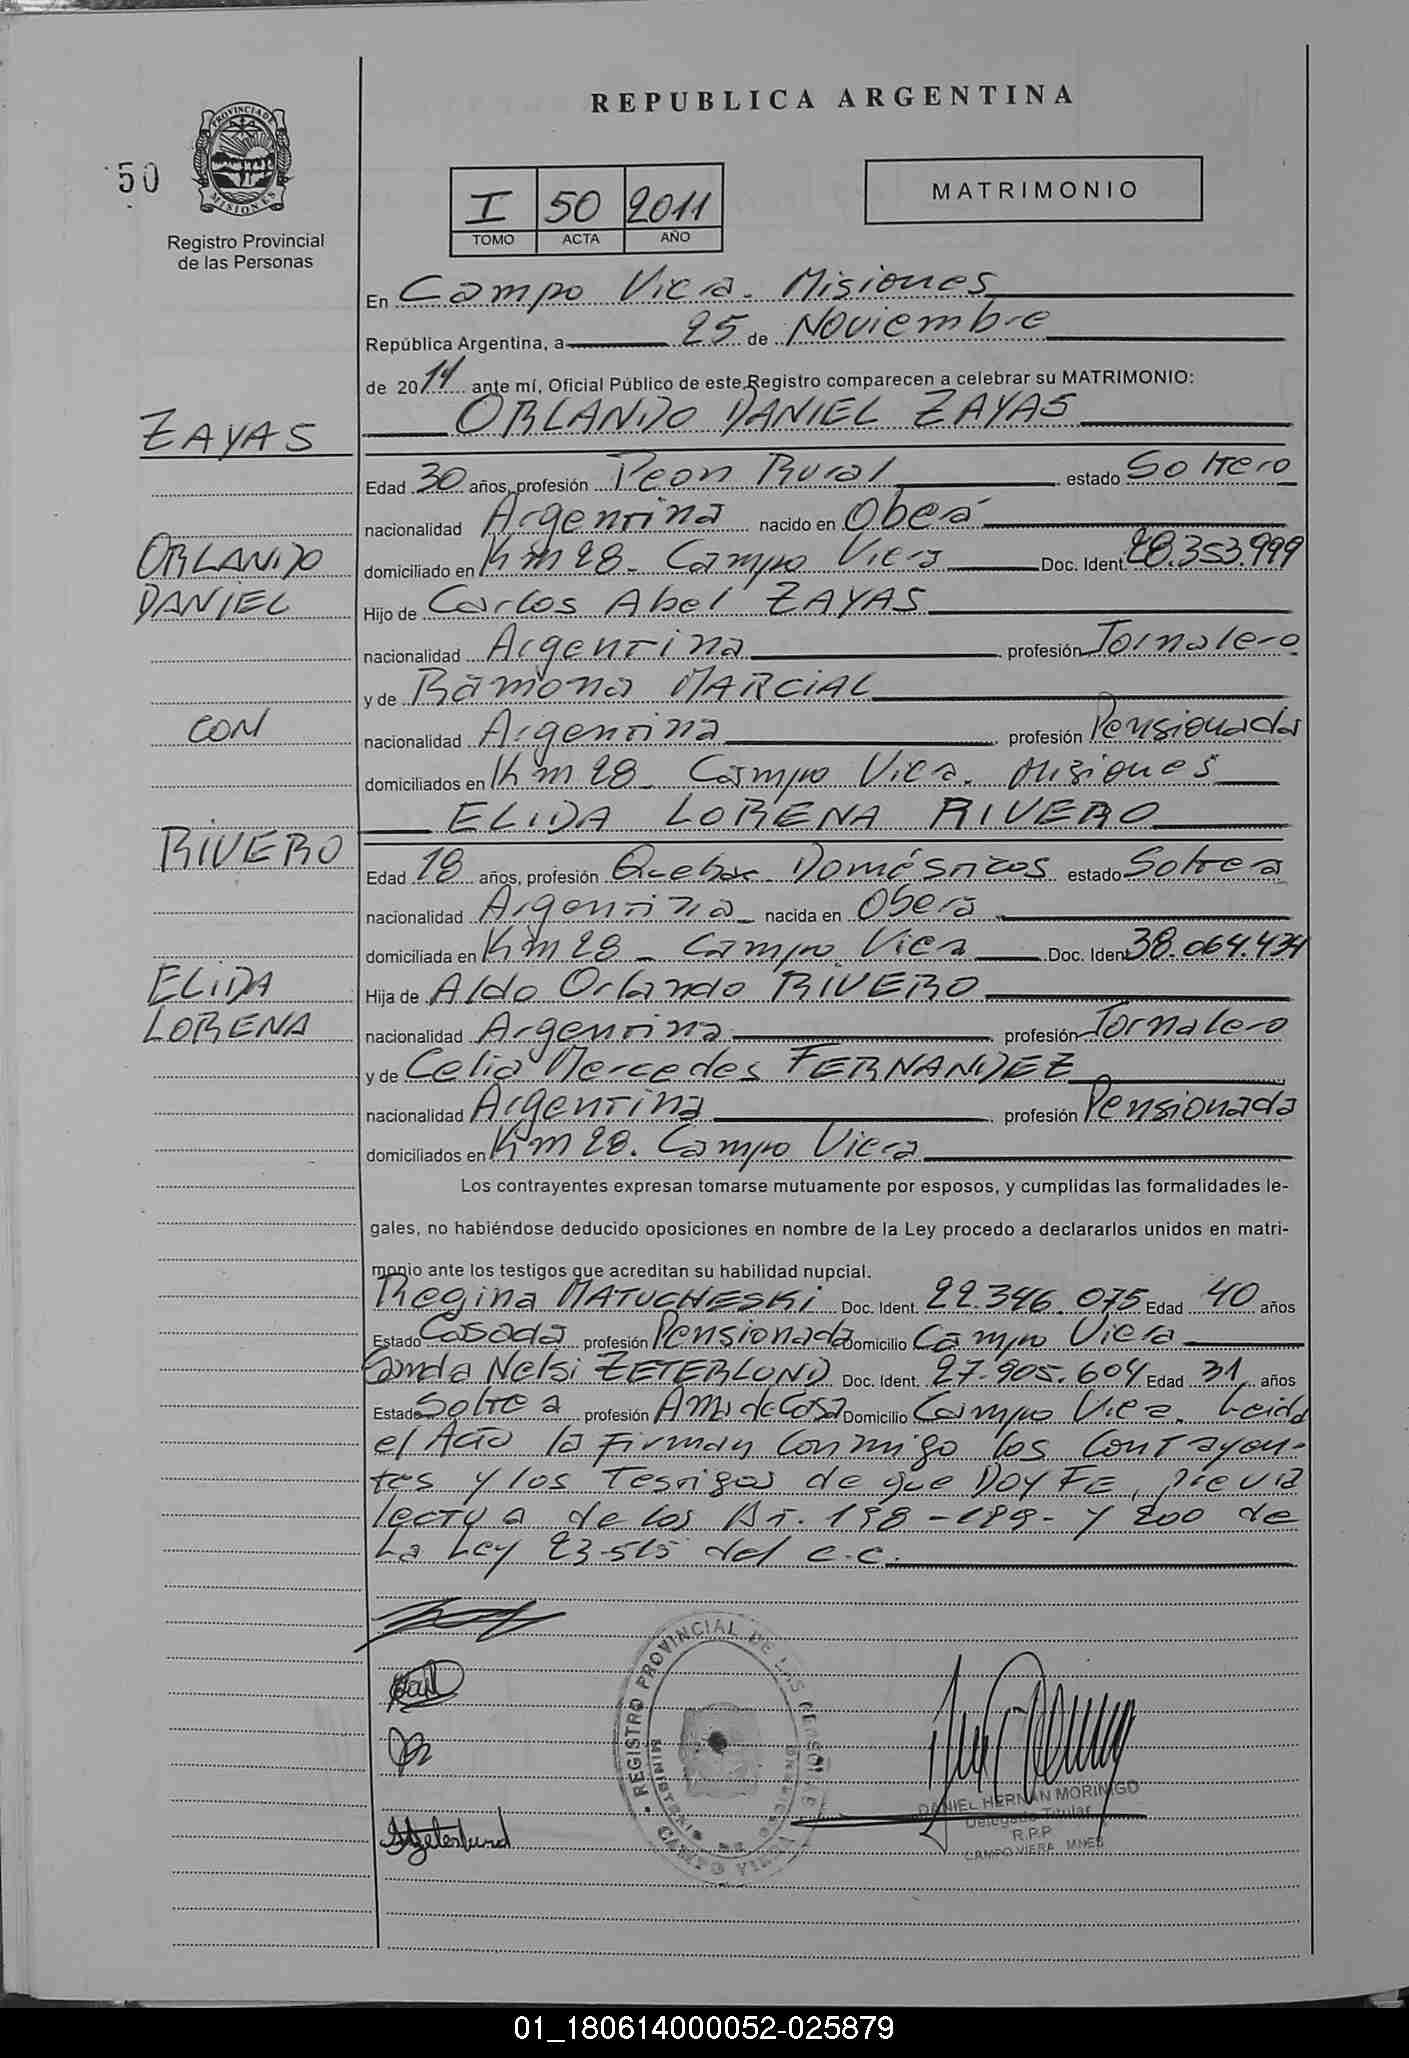 REPUBLICA ARGENTINA
50
PROVINCIA DE MISIONES
Registro Provincial
de las Personas
I 50 2011
TOMO ACTA AÑO
MATRIMONIO
En Campo Viera. Misiones
República Argentina, a 25 de Noviembre
de 2011 ante mí, Oficial Público de este Registro comparecen a celebrar su MATRIMONIO:
ZAYAS
ORLANDO DANIEL ZAYAS
Edad 30 años, profesión Peon Rural estado Soltero
nacionalidad Argentina nacido en Oberá
ORLANDO
domiciliado en Km 28. Campo Viera Doc. Ident. 28.353.999
DANIEL
Hijo de Carlos Abel ZAYAS
nacionalidad Argentina profesión Jornalero
y de Ramona MARCIAL
CON
nacionalidad Argentina profesión Pensionada
domiciliados en Km 28. Campo Viera. Misiones
ELIDA LORENA RIVERO
RIVERO
Edad 18 años, profesión Quehac. Domésticos estado Soltera
nacionalidad Argentina nacida en Obera
domiciliada en Km 28 - Campo Viera Doc. Ident 38.064.434
ELIDA
Hija de Aldo Orlando RIVERO
LORENA
nacionalidad Argentina profesión Jornalero
y de Celia Mercedes FERNANDEZ
nacionalidad Argentina profesión Pensionada
domiciliados en Km 28. Campo Viera
Los contrayentes expresan tomarse mutuamente por esposos, y cumplidas las formalidades le-
gales, no habiéndose deducido oposiciones en nombre de la Ley procedo a declararlos unidos en matri-
monio ante los testigos que acreditan su habilidad nupcial.
Regina MATUCHESKI Doc. Ident. 22.346.075 Edad 40 años
Estado Casada profesión Pensionada Domicilio Campo Viera
Nelsi ZETERLUND Doc. Ident. 27.905.604 Edad 31 años
Estado Soltera profesión Ama de Casa Domicilio Campo Viera. Leida
el Acta la Firman Conmigo los Contrayen-
tes y los Testigos de que DOY FE, previa
lectura de los Art. 198-199- y 200 de
La Ley 23.515 del C.C.
REGISTRO PROVINCIAL DE LAS PERSONAS
MINISTERIO DE
CAMPO VIERA
DANIEL HERNAN MORINIGO
Delegado Titular
R.P.P.
CAMPO VIERA MNES
01_180614000052-025879